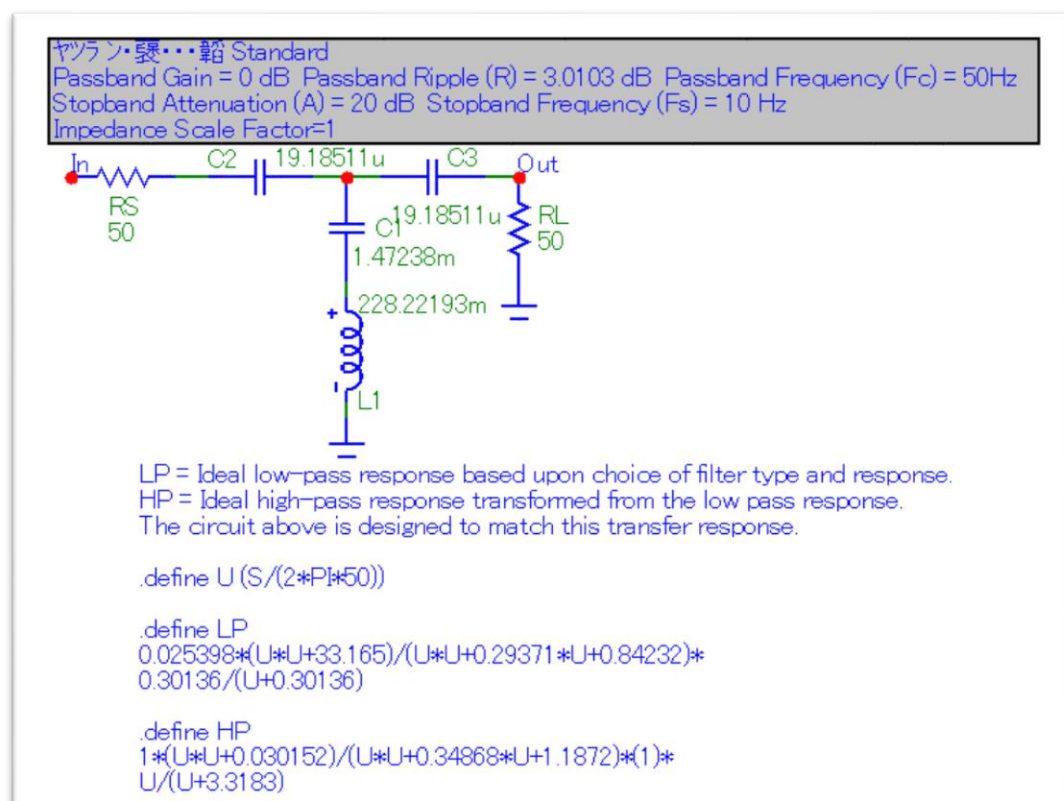 Standard
Passband Gain = 0 dB Passband Ripple (R) = 3.0103 dB Passband Frequency (Fc) = 50Hz
Stopband Attenuation (A) = 20 dB Stopband Frequency (Fs) = 10 Hz
Impedance Scale Factor=1
In
C2
19.18511u
C3
Out
RS
50
C1
19.18511u
RL
50
1.47238m
228.22193m
+
-
L1
LP = Ideal low-pass response based upon choice of filter type and response.
HP = Ideal high-pass response transformed from the low pass response.
The circuit above is designed to match this transfer response.
.define U (S/(2*PI*50))
.define LP
0.025398*(U*U+33.165)/(U*U+0.29371*U+0.84232)*
0.30136/(U+0.30136)
.define HP
1*(U*U+0.030152)/(U*U+0.34868*U+1.1872)*(1)*
U/(U+3.3183)